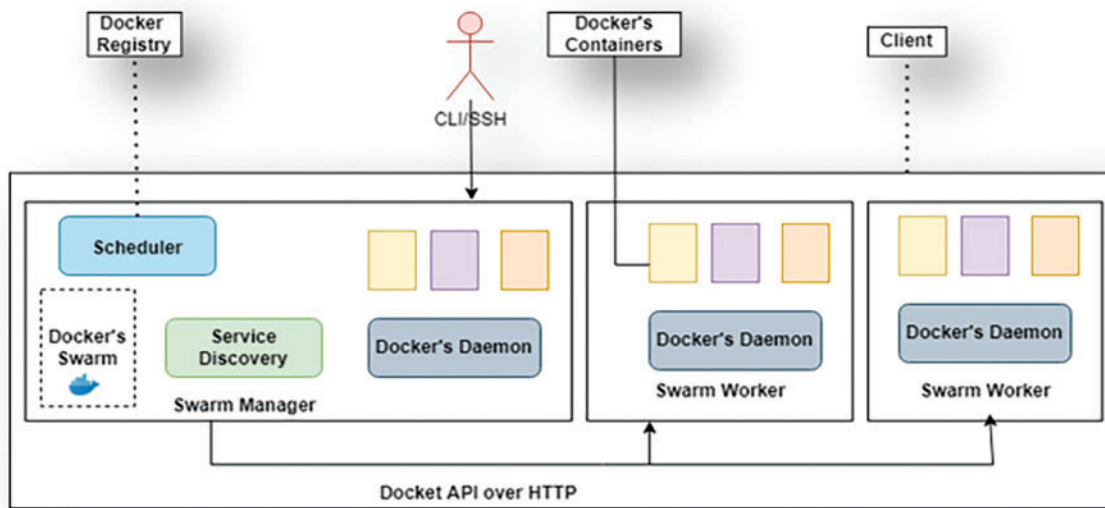 Docker
Registry
Docker's
Containers
Client
CLI/SSH
Scheduler
Docker's
Swarm
Service
Discovery
Docker's Daemon
Swarm Manager
Docker's Daemon
Swarm Worker
Docker's Daemon
Swarm Worker
Docket API over HTTP